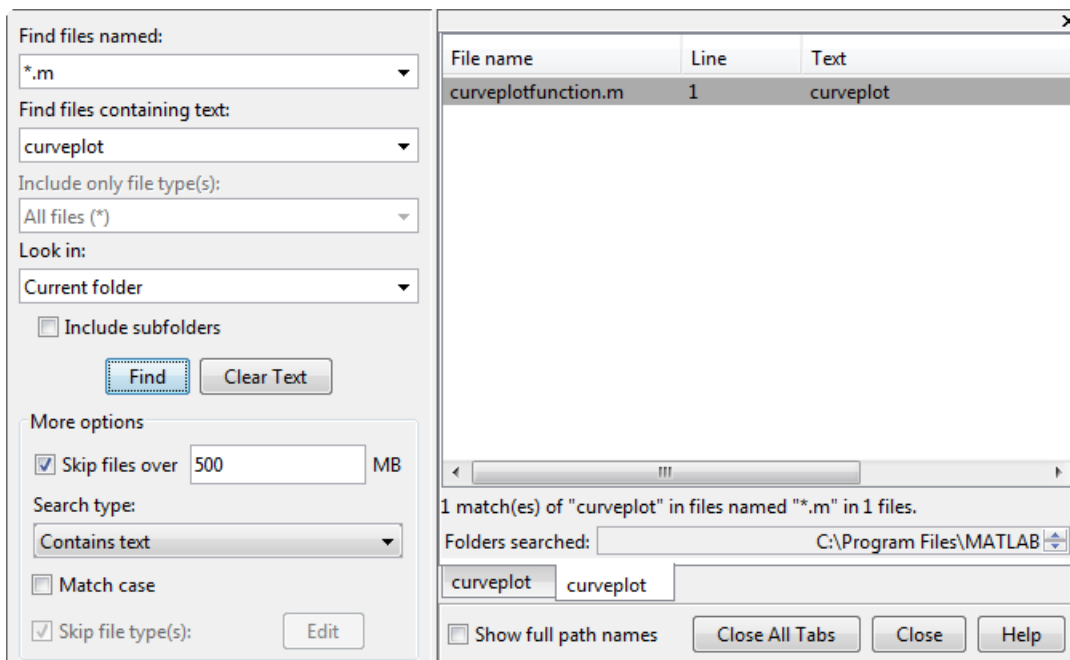 Find files named:
*.m
Find files containing text:
curveplot
Include only file type(s):
All files (*)
Look in:
Current folder
Include subfolders
Find Clear Text
More options
Skip files over 500 MB
Search type:
Contains text
Match case
Skip file type(s): Edit
File name Line Text
curveplotfunction.m 1 curveplot
1 match(es) of "curveplot" in files named "*.m" in 1 files.
Folders searched: C:\Program Files\MATLAB
curveplot curveplot
Show full path names Close All Tabs Close Help